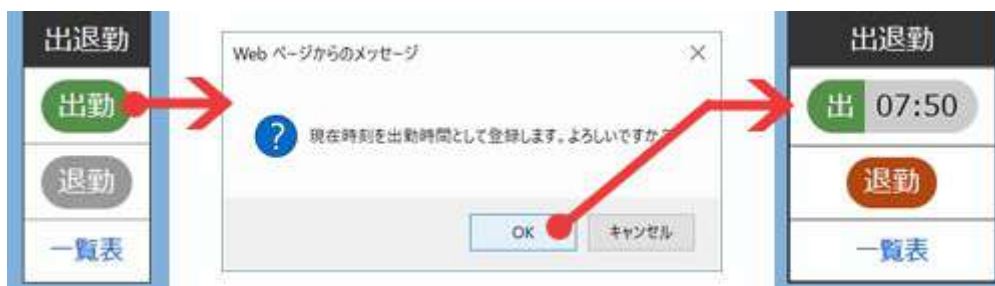 出退勤
出勤
退勤
一覧表
Web ページからのメッセージ
現在時刻を出勤時間として登録します。よろしいですか?
OK
キャンセル
出退勤
出 07:50
退勤
一覧表